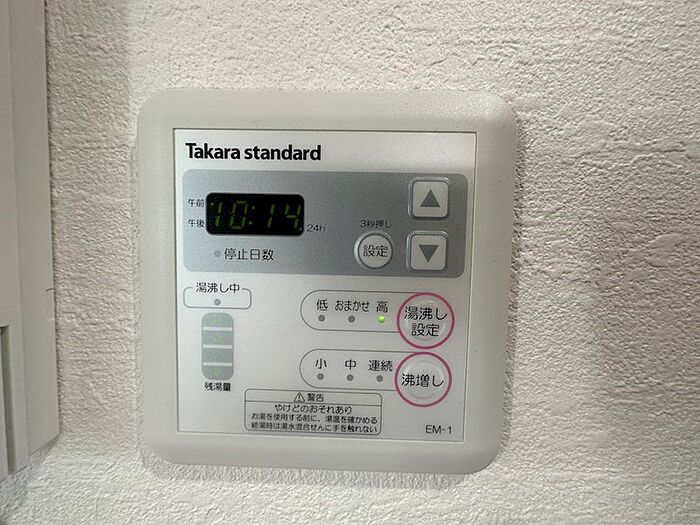 Takara standard
午前
午後
10:14
24h
停止日数
3秒押し
設定
▲
▼
湯沸し中
残湯量
低 おまかせ 高
湯沸し
設定
小 中 連続
沸増し
⚠警告
やけどのおそれあり
お湯を使用する前に、湯温を確かめる
給湯時は湯水混合せんに手を触れない
EM-1